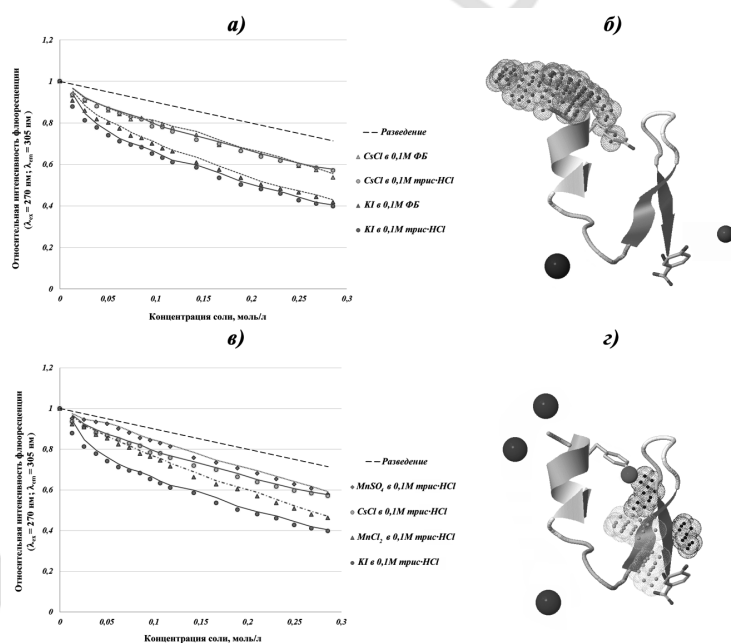 а)
б)
Относительная интенсивность флюоресценции
(λex = 270 нм; λem = 305 нм)
1,2
1
0,8
0,6
0,4
0,2
0
0
0,05
0,1
0,15
0,2
0,25
0,3
Концентрация соли, моль/л
Разведение
CsCl в 0,1М ФБ
CsCl в 0,1М трис-HCl
KI в 0,1М ФБ
KI в 0,1М трис-HCl
в)
г)
Относительная интенсивность флюоресценции
(λex = 270 нм; λem = 305 нм)
1,2
1
0,8
0,6
0,4
0,2
0
0
0,05
0,1
0,15
0,2
0,25
0,3
Концентрация соли, моль/л
Разведение
MnSO4 в 0,1М трис-HCl
CsCl в 0,1М трис-HCl
MnCl2 в 0,1М трис-HCl
KI в 0,1М трис-HCl